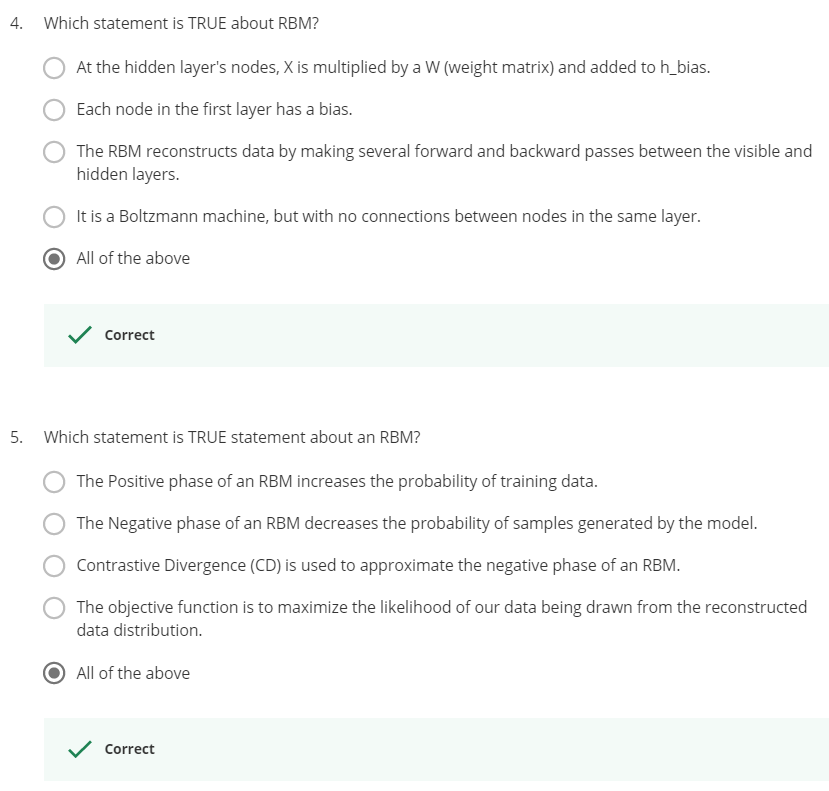 4. Which statement is TRUE about RBM?
At the hidden layer's nodes, X is multiplied by a W (weight matrix) and added to h_bias.
Each node in the first layer has a bias.
The RBM reconstructs data by making several forward and backward passes between the visible and
hidden layers.
It is a Boltzmann machine, but with no connections between nodes in the same layer.
All of the above
Correct
5. Which statement is TRUE statement about an RBM?
The Positive phase of an RBM increases the probability of training data.
The Negative phase of an RBM decreases the probability of samples generated by the model.
Contrastive Divergence (CD) is used to approximate the negative phase of an RBM.
The objective function is to maximize the likelihood of our data being drawn from the reconstructed
data distribution.
All of the above
Correct